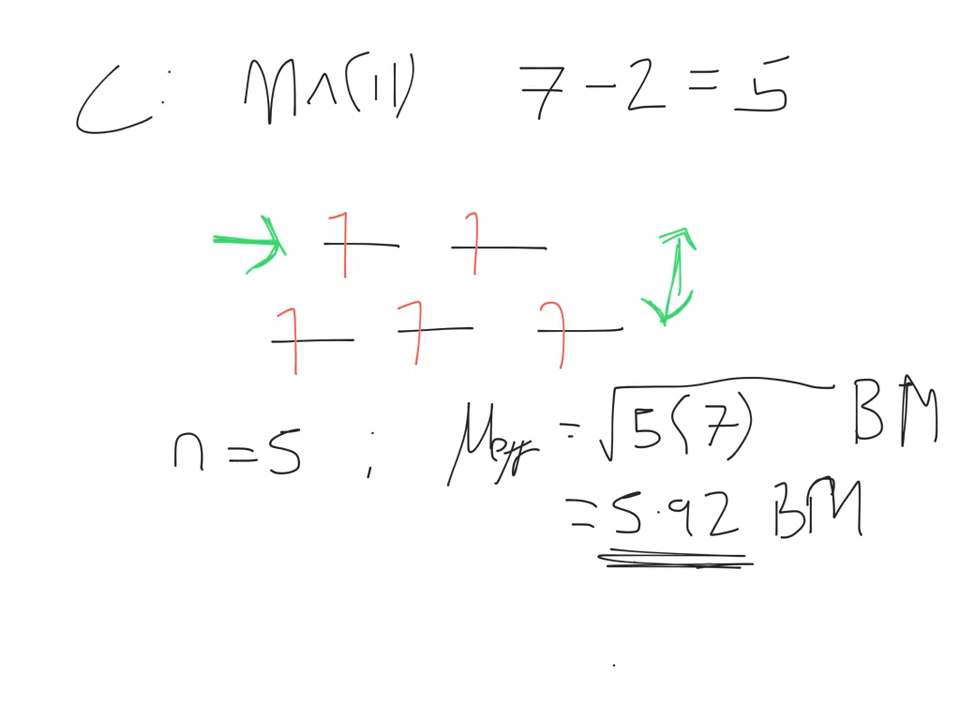 C: Mn(II) 7 - 2 = 5
n = 5 ; μeff = √5(7) BM
= 5.92 BM